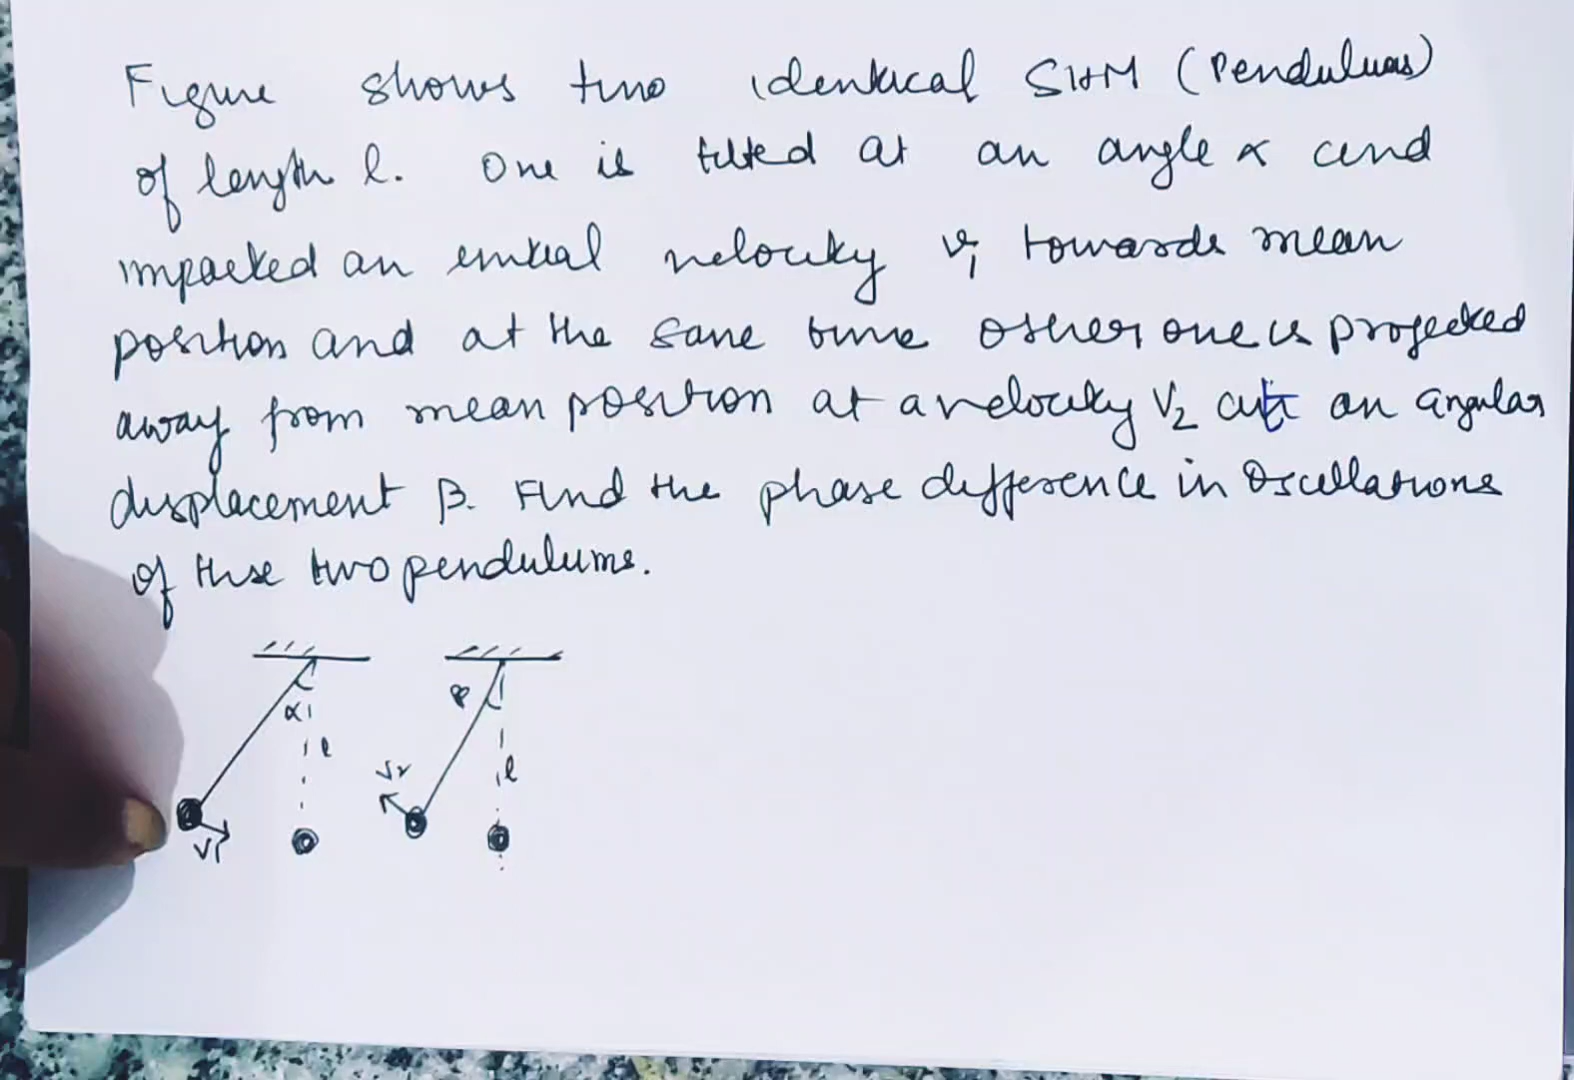 Figure shows two identical SHM (Pendulums)
of length l. One is tilted at an angle α and
imparted an initial velocity v₁ towards mean
position and at the same time other one is projected
away from mean position at a velocity V₂ at an angular
displacement β. Find the phase difference in Oscillations
of thse two pendulums.
α
l
V₁
β
l
V₂